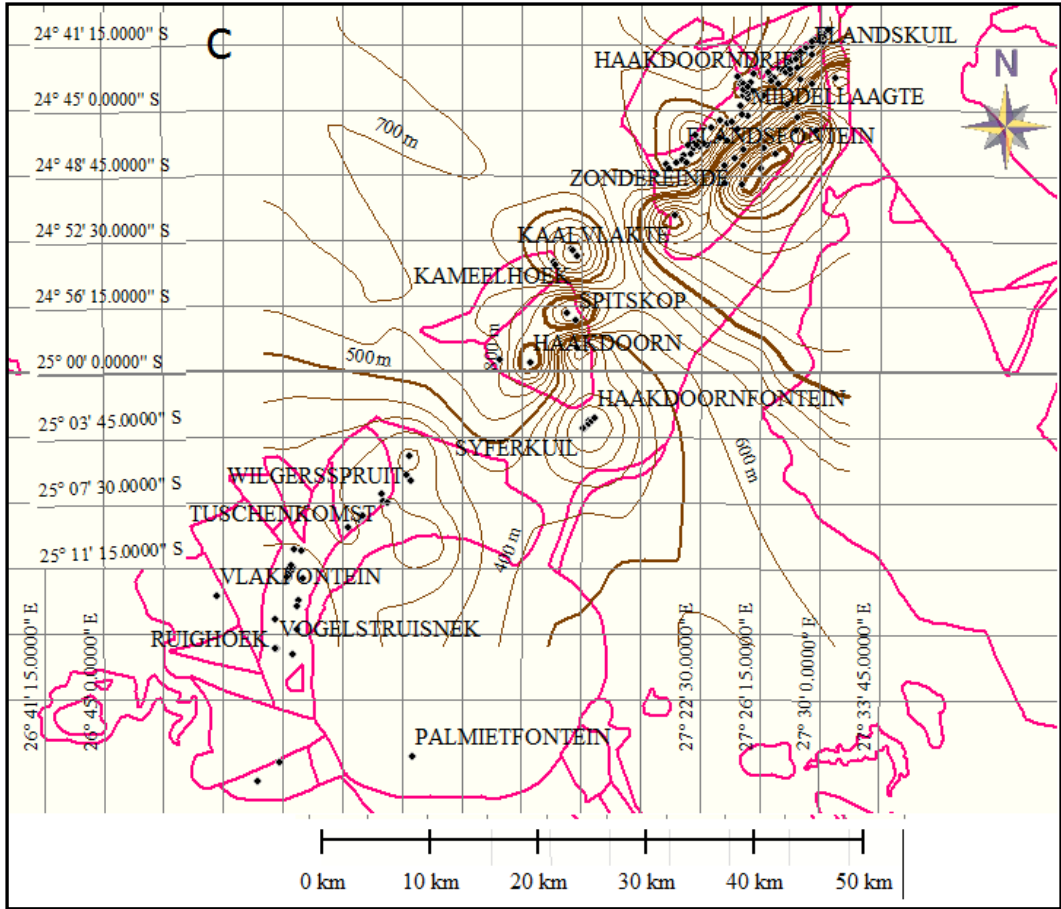 C
24° 41' 15.0000" S
ELANDSKUIL
HAAKDOORNDRIFT
N
24° 45' 0.0000" S
MIDDELLAAGTE
700 m
ELANDSFONTEIN
24° 48' 45.0000" S
ZONDEREINDE
24° 52' 30.0000" S
KAALVLAKTE
KAMEELHOEK
24° 56' 15.0000" S
SPITSKOP
HAAKDOORN
500 m
25° 00' 0.0000" S
HAAKDOORNFONTEIN
25° 03' 45.0000" S
SYFERKUIL
600 m
WILGERSSPRUIT
25° 07' 30.0000" S
TUSCHENKOMST
400 m
25° 11' 15.0000" S
VLAKFONTEIN
VOGELSTRUISNEK
RUIGHOEK
26° 41' 15.0000" E
26° 45' 0.0000" E
27° 22' 30.0000" E
27° 26' 15.0000" E
27° 30' 0.0000" E
27° 33' 45.0000" E
PALMIETFONTEIN
0 km 10 km 20 km 30 km 40 km 50 km